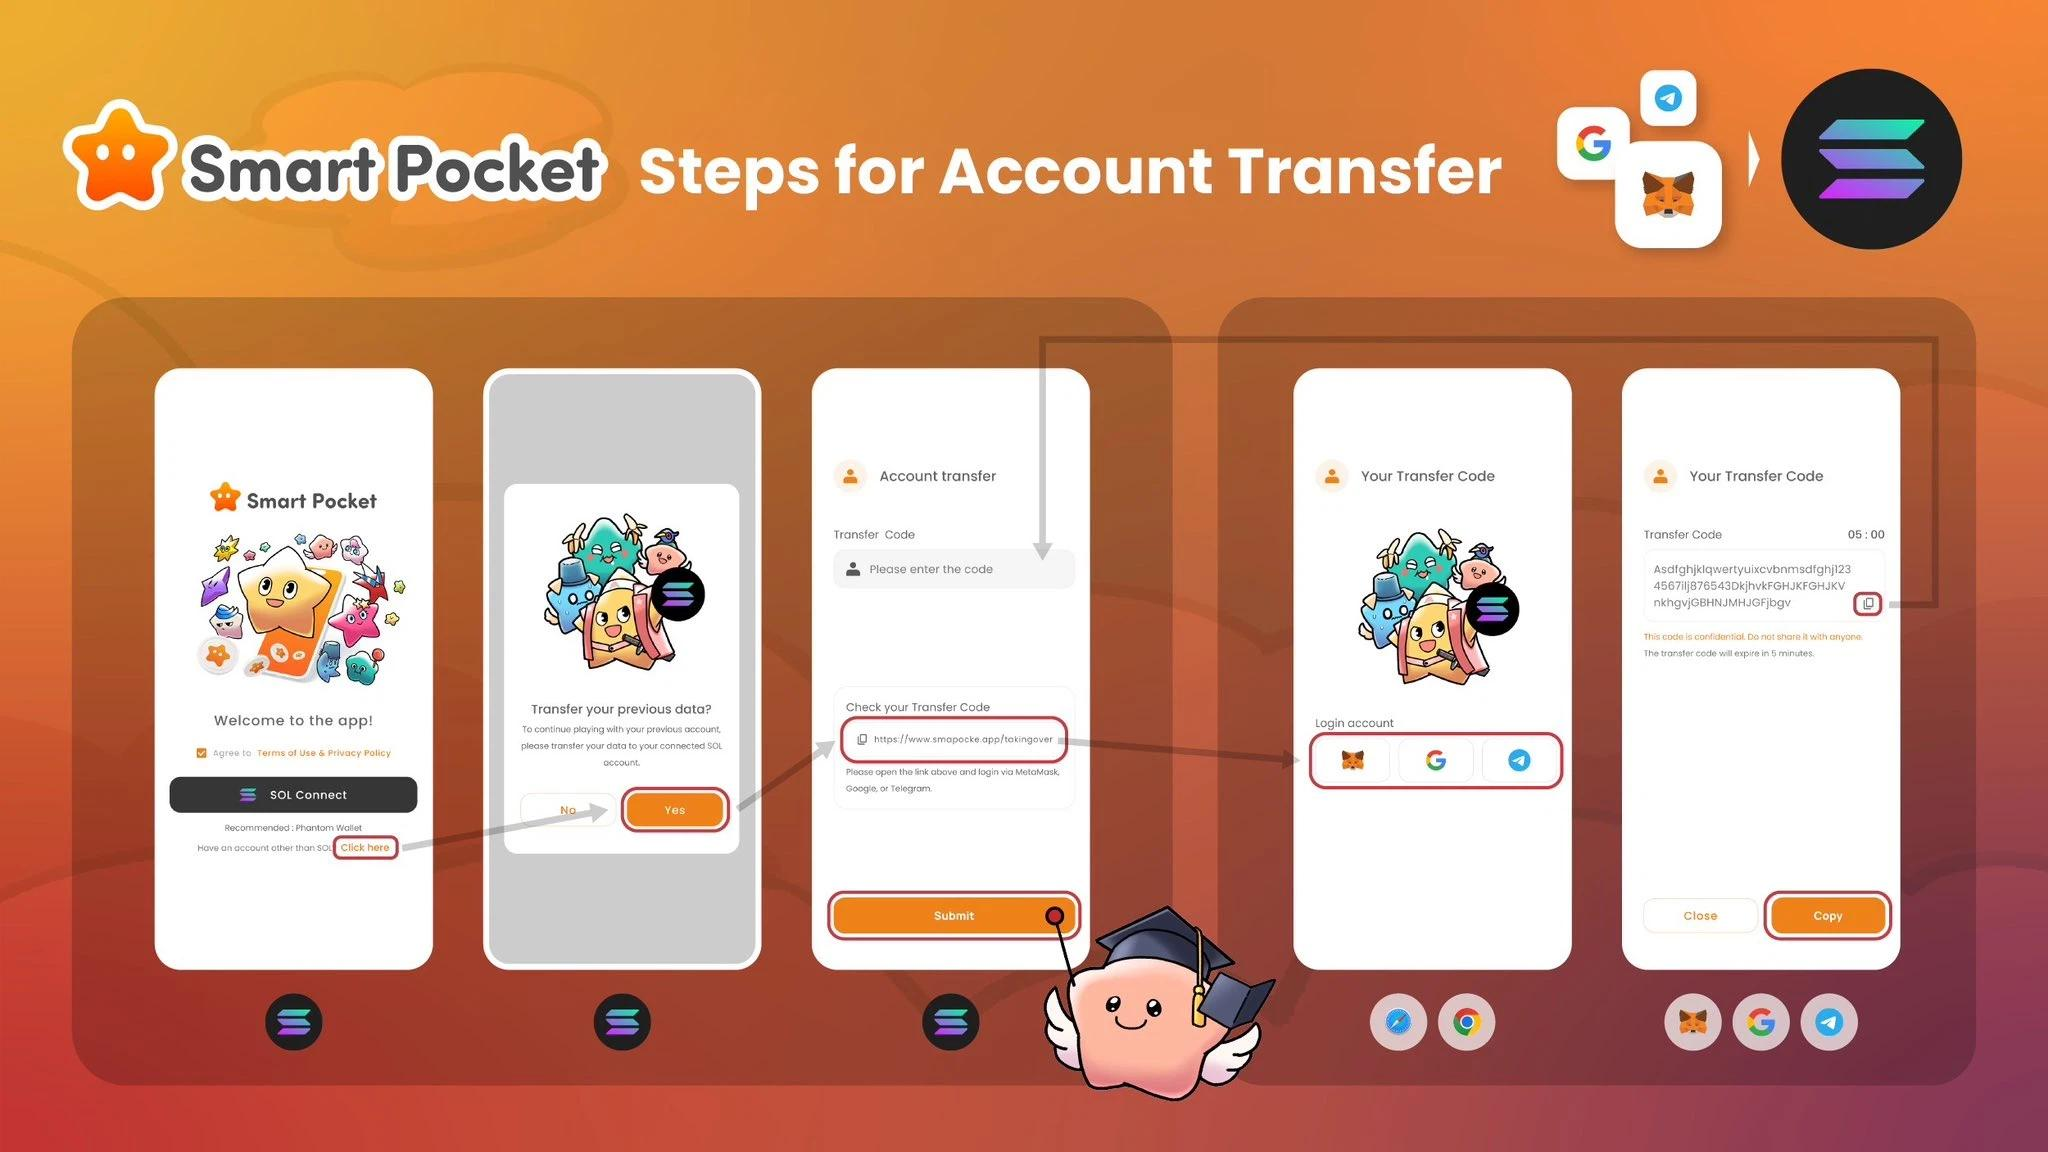 Smart Pocket Steps for Account Transfer
Smart Pocket
Welcome to the app!
Agree to Terms of Use & Privacy Policy
SOL Connect
Recommended : Phantom Wallet
Have an account other than SOL Click here
Transfer your previous data?
To continue playing with your previous account,
please transfer your data to your connected SOL
account.
No
Yes
Account transfer
Transfer Code
Please enter the code
Check your Transfer Code
https://www.smapocke.app/takingover
Please open the link above and login via MetaMask,
Google, or Telegram.
Submit
Your Transfer Code
Login account
Your Transfer Code
Transfer Code 05 : 00
Asdfghjklqwertyuixcvbnmsdfghj123
4567ilj876543DkjhvkFGHJKFGHJKV
nkhgvjGBHNJMHJGFjbgv
This code is confidential. Do not share it with anyone.
The transfer code will expire in 5 minutes.
Close
Copy